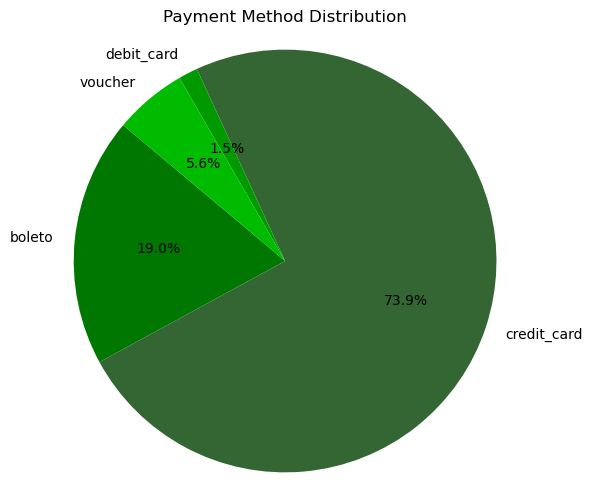 Payment Method Distribution
debit_card
voucher
1.5%
5.6%
boleto
19.0%
73.9%
credit_card